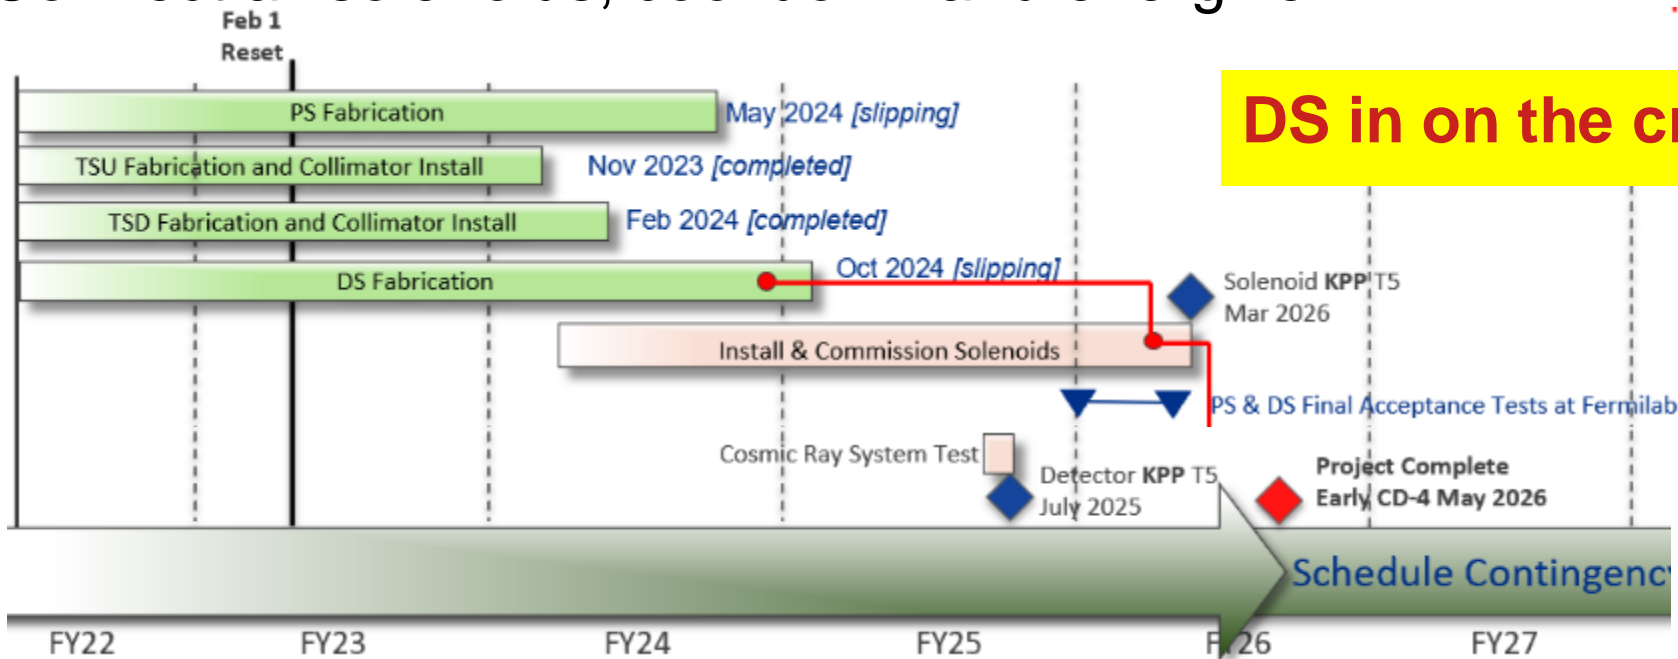 Feb 1
Reset
DS in on the
PS Fabrication
May 2024 [slipping]
TSU Fabrication and Collimator Install
Nov 2023 [completed]
TSD Fabrication and Collimator Install
Feb 2024 [completed]
DS Fabrication
Oct 2024 [slipping]
Solenoid KPP T5
Mar 2026
Install & Commission Solenoids
PS & DS Final Acceptance Tests at Fermilab
Cosmic Ray System Test
Detector KPP T5
July 2025
Project Complete
Early CD-4 May 2026
Schedule Contingency
FY22 FY23 FY24 FY25 FY26 FY27